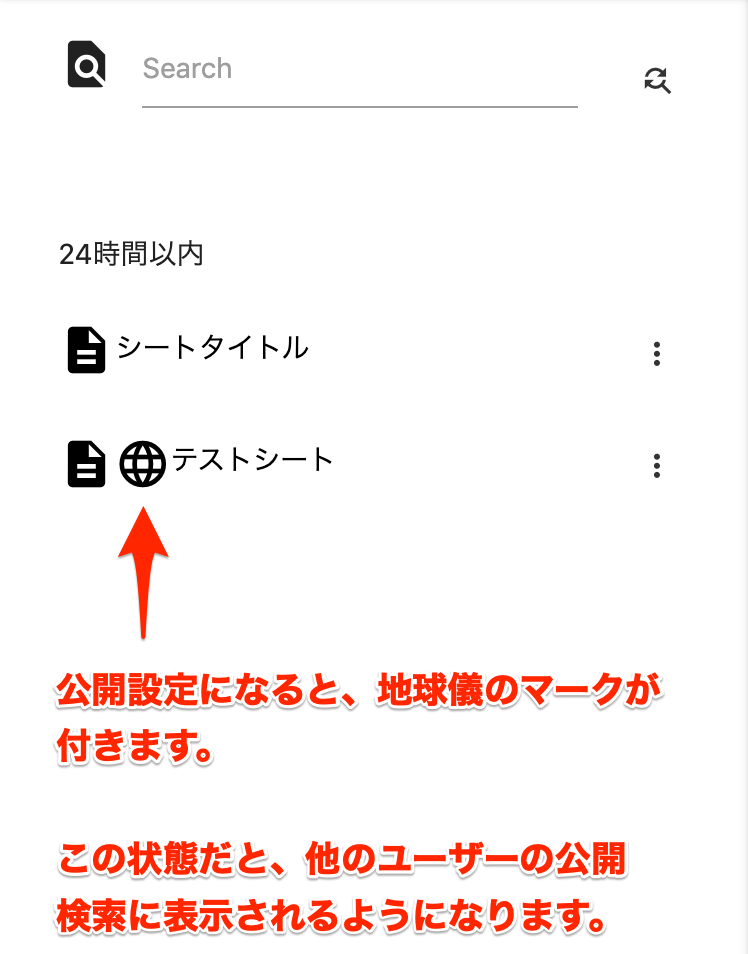 Search
24時間以内
シートタイトル
テストシート
公開設定になると、地球儀のマークが
付きます。
この状態だと、他のユーザーの公開
検索に表示されるようになります。